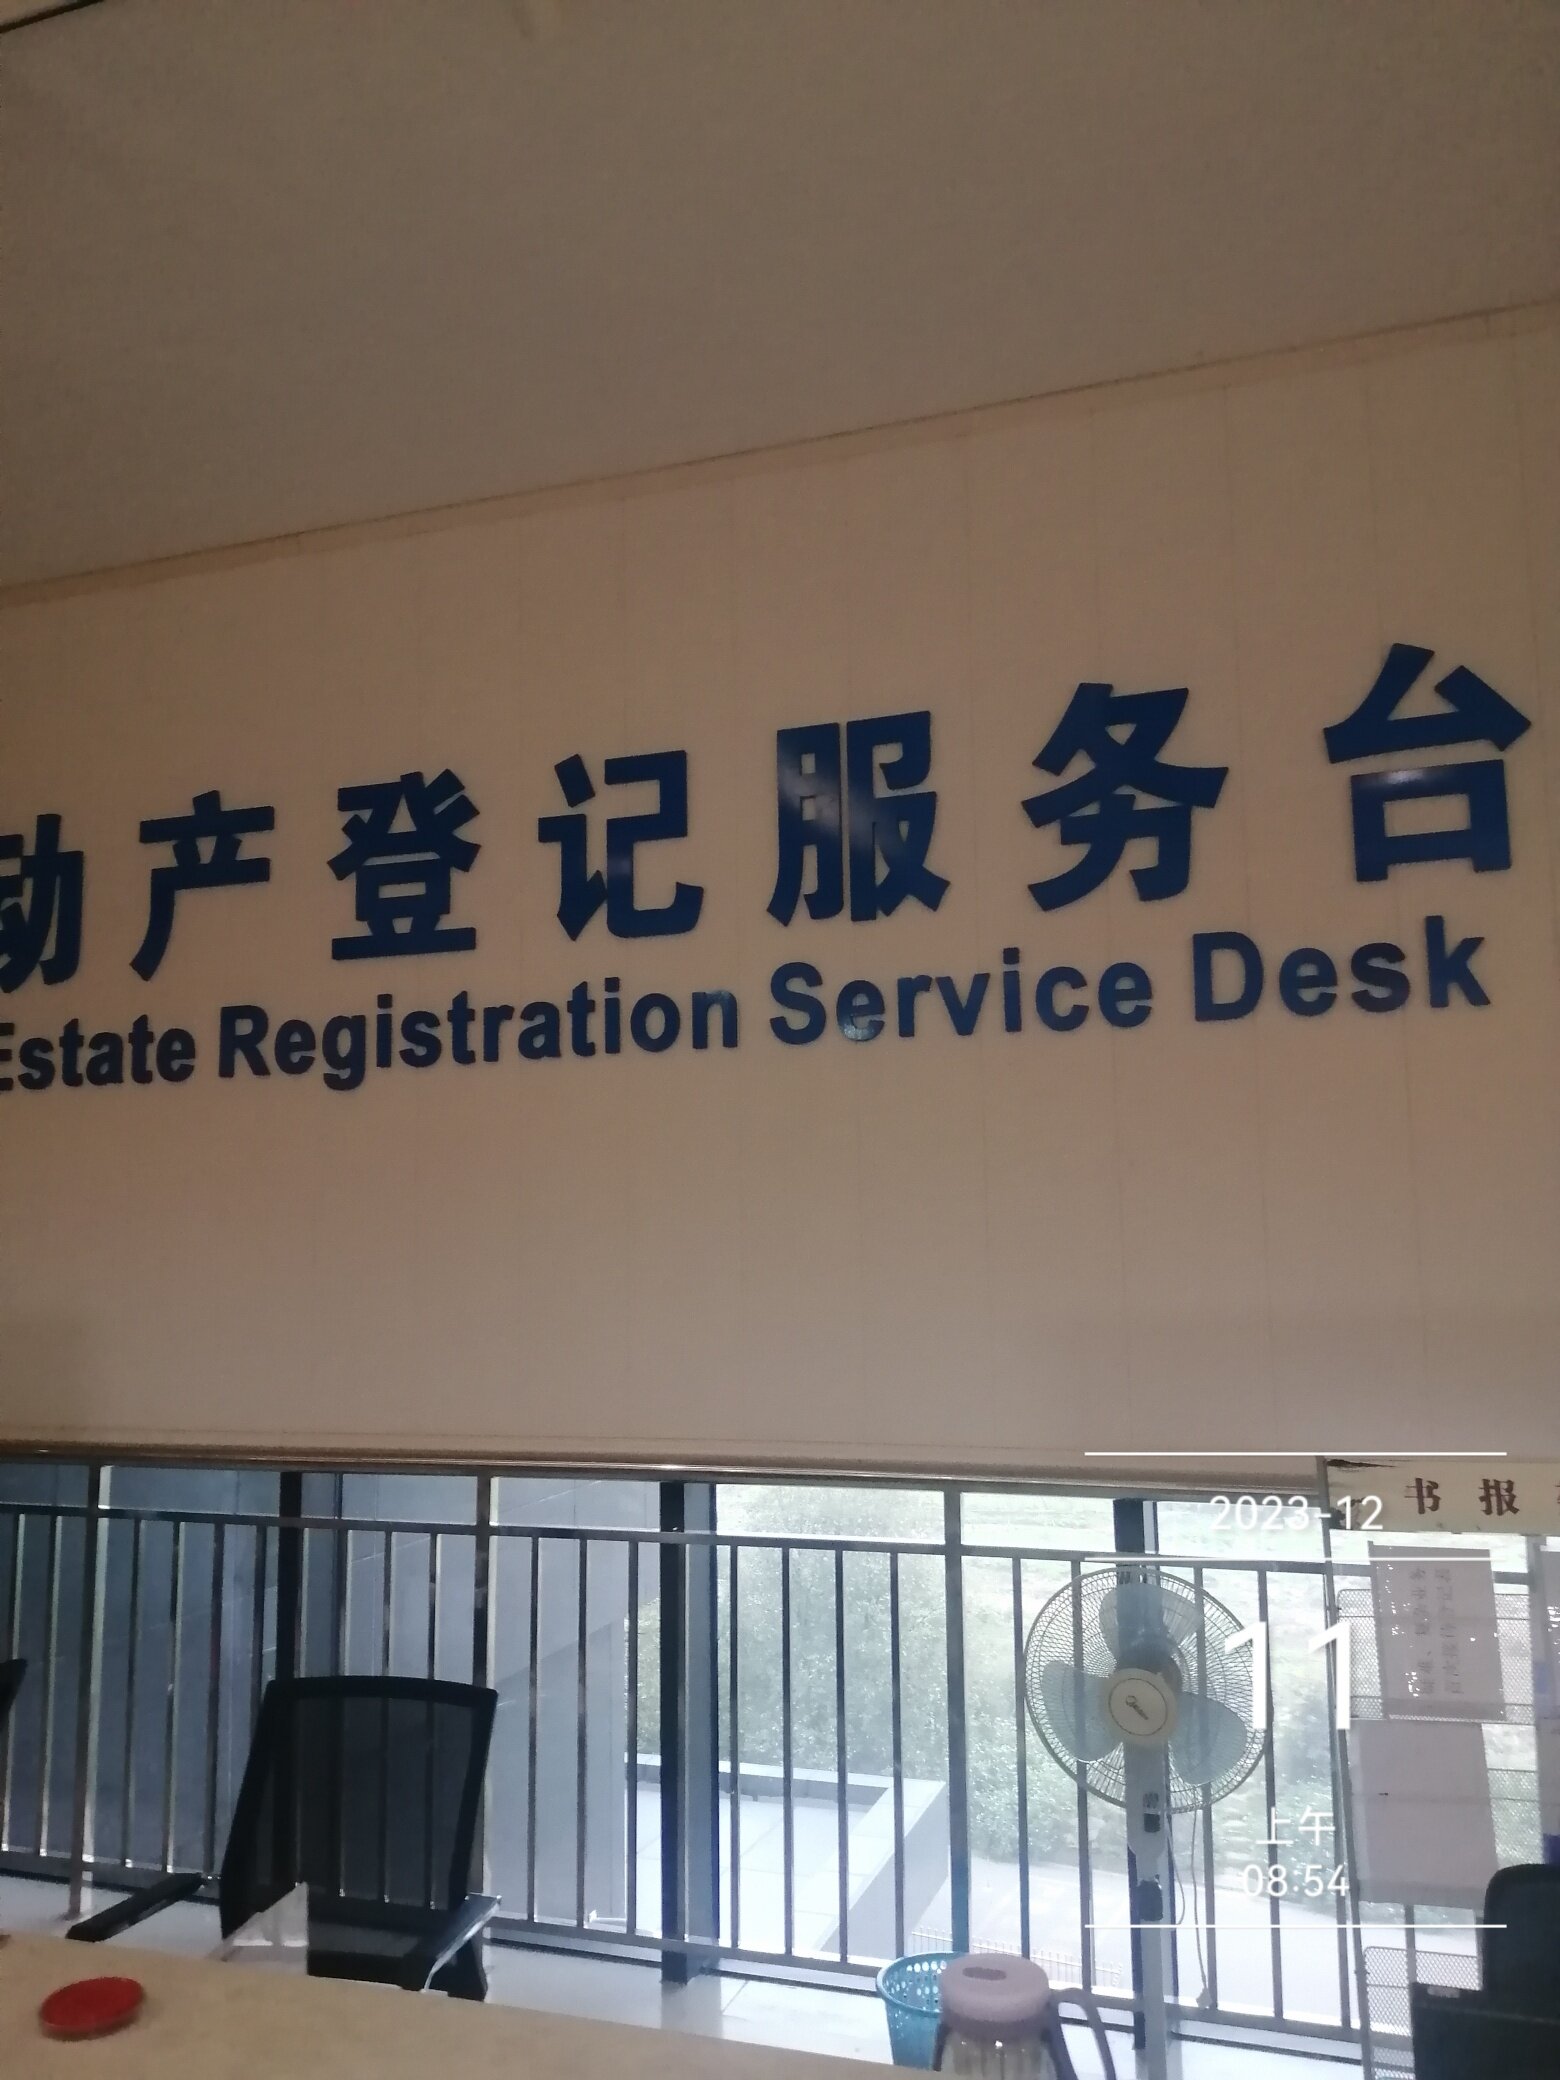 动产登记服务台
Estate Registration Service Desk
书报
2023-12
11
上午
08:54